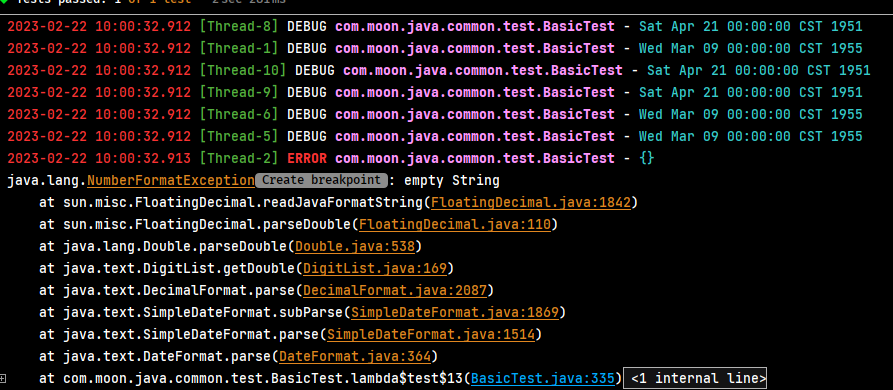 Tests passed: 1 of 1 test – 2 sec 281ms
2023-02-22 10:00:32.912 [Thread-8] DEBUG com.moon.java.common.test.BasicTest - Sat Apr 21 00:00:00 CST 1951
2023-02-22 10:00:32.912 [Thread-1] DEBUG com.moon.java.common.test.BasicTest - Wed Mar 09 00:00:00 CST 1955
2023-02-22 10:00:32.912 [Thread-10] DEBUG com.moon.java.common.test.BasicTest - Sat Apr 21 00:00:00 CST 1951
2023-02-22 10:00:32.912 [Thread-9] DEBUG com.moon.java.common.test.BasicTest - Sat Apr 21 00:00:00 CST 1951
2023-02-22 10:00:32.912 [Thread-6] DEBUG com.moon.java.common.test.BasicTest - Wed Mar 09 00:00:00 CST 1955
2023-02-22 10:00:32.912 [Thread-5] DEBUG com.moon.java.common.test.BasicTest - Wed Mar 09 00:00:00 CST 1955
2023-02-22 10:00:32.913 [Thread-2] ERROR com.moon.java.common.test.BasicTest - {}
java.lang.NumberFormatException Create breakpoint : empty String
at sun.misc.FloatingDecimal.readJavaFormatString(FloatingDecimal.java:1842)
at sun.misc.FloatingDecimal.parseDouble(FloatingDecimal.java:110)
at java.lang.Double.parseDouble(Double.java:538)
at java.text.DigitList.getDouble(DigitList.java:169)
at java.text.DecimalFormat.parse(DecimalFormat.java:2087)
at java.text.SimpleDateFormat.subParse(SimpleDateFormat.java:1869)
at java.text.SimpleDateFormat.parse(SimpleDateFormat.java:1514)
at java.text.DateFormat.parse(DateFormat.java:364)
at com.moon.java.common.test.BasicTest.lambda$test$13(BasicTest.java:335) <1 internal line>